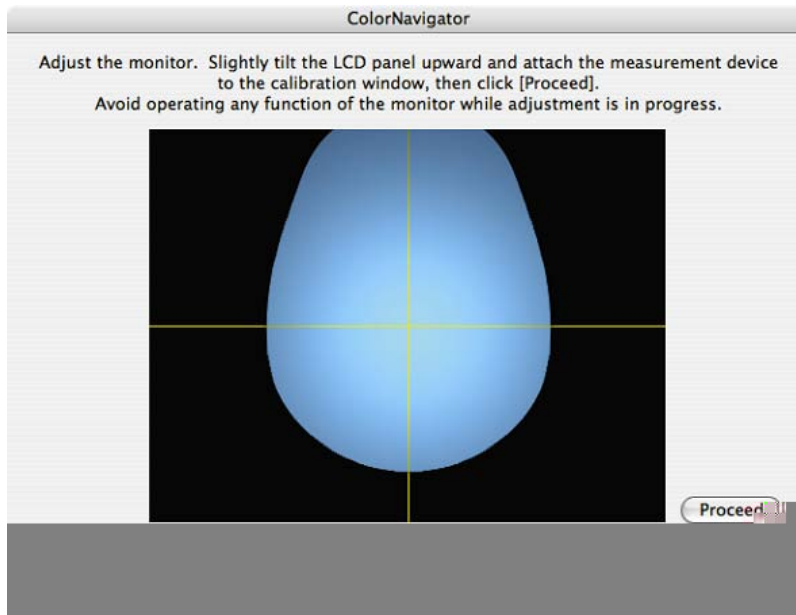 ColorNavigator
Adjust the monitor. Slightly tilt the LCD panel upward and attach the measurement device
to the calibration window, then click [Proceed].
Avoid operating any function of the monitor while adjustment is in progress.
Proceed